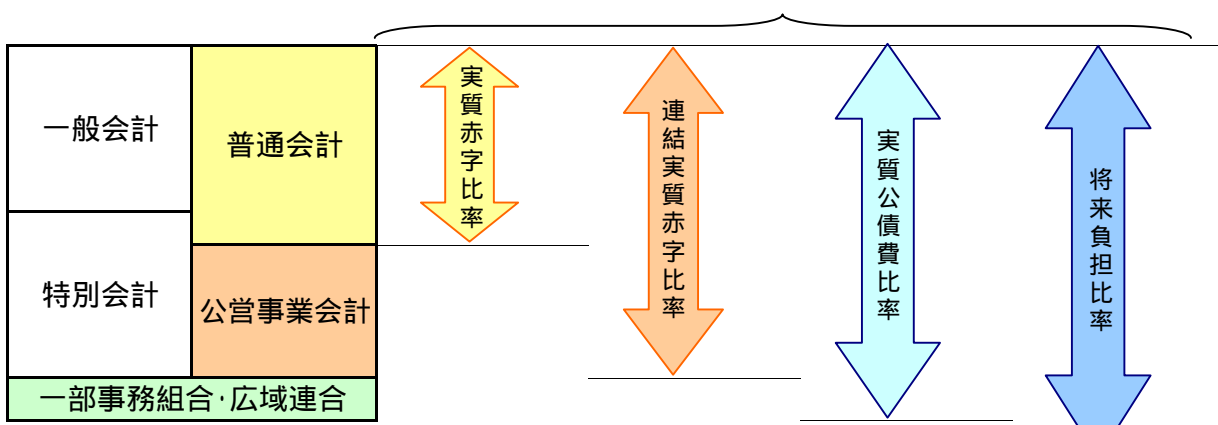 一般会計
普通会計
特別会計
公営事業会計
一部事務組合・広域連合
実質赤字比率
連結実質赤字比率
実質公債費比率
将来負担比率